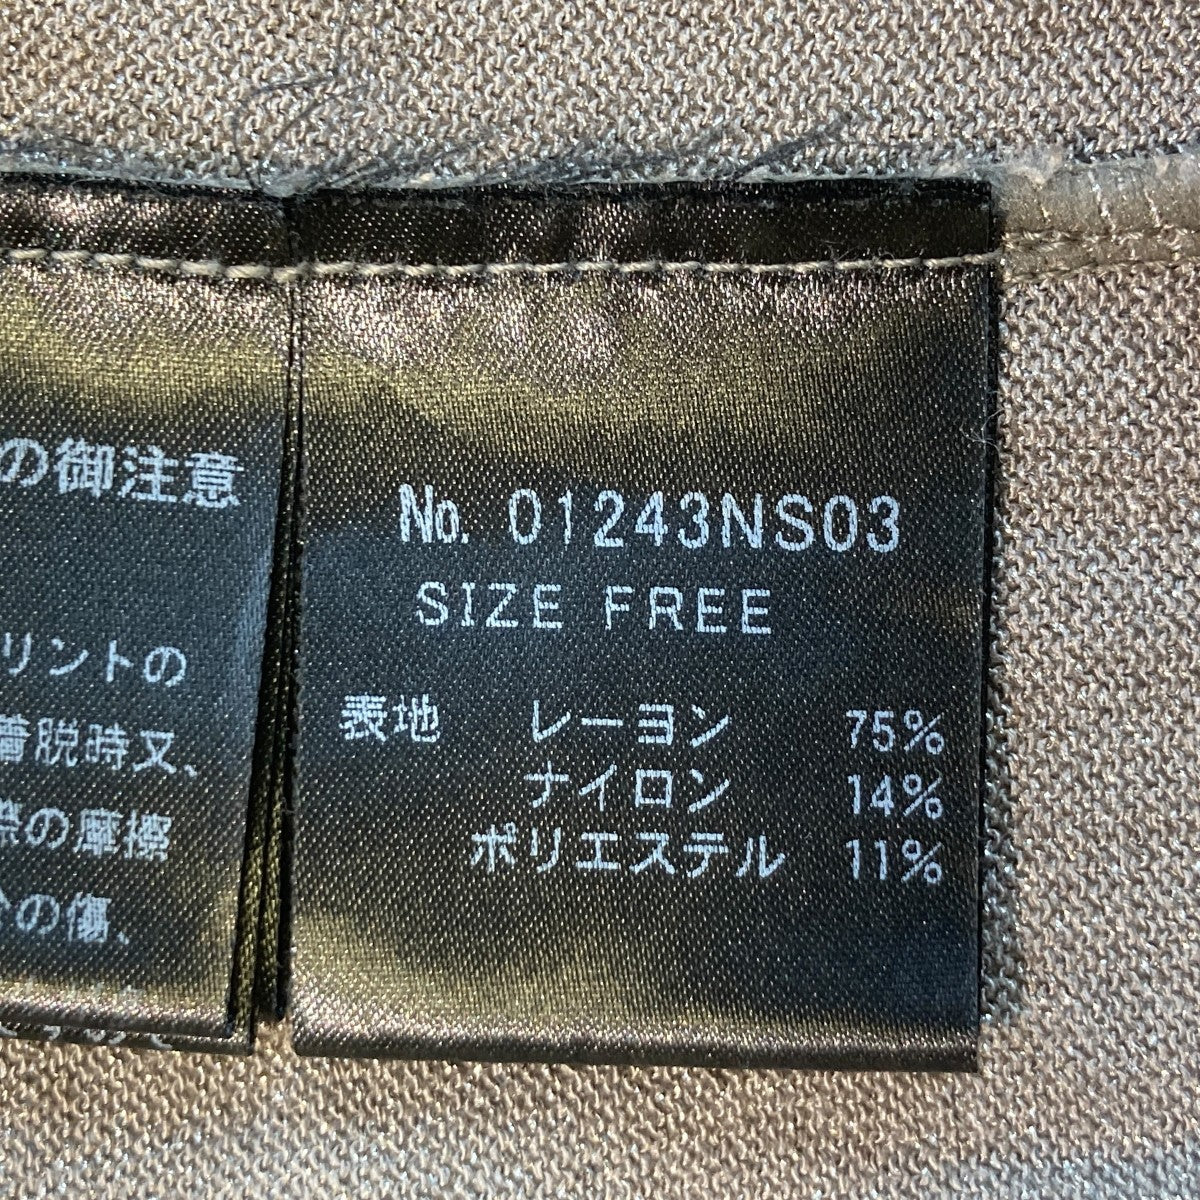 の御注意
リントの
着脱時又、
際の摩擦
の傷、
No. 01243NS03
SIZE FREE
表地 レーヨン 75%
ナイロン 14%
ポリエステル 11%